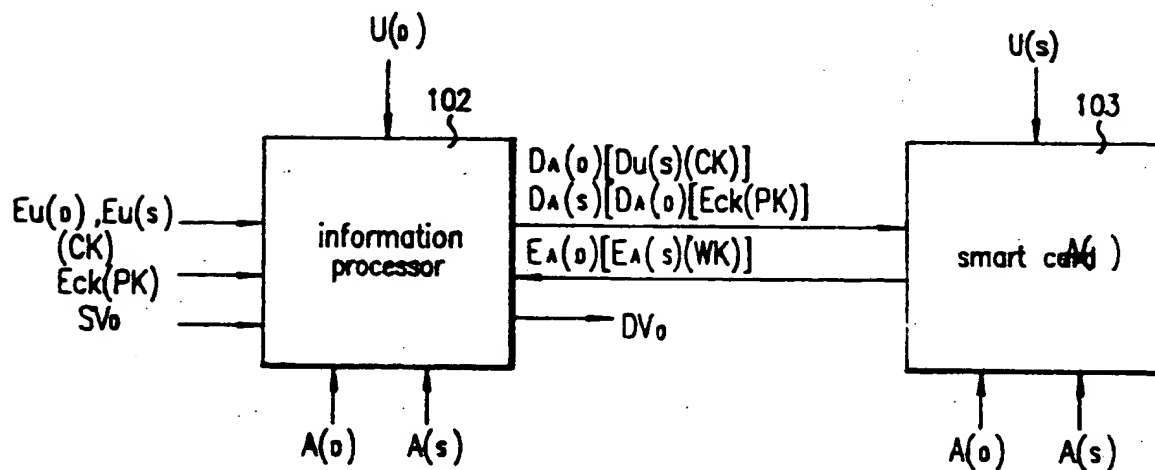 U(D)
U(s)
102
103
DA(D)[Du(s)(CK)]
DA(s)[DA(D)[Eck(PK)]
Eu(D) ,Eu(s)
(CK)
Eck(PK)
SVD
information
processor
EA(D)[EA(s)(WK)]
smart card
DVD
A(D)
A(s)
A(D)
A(s)